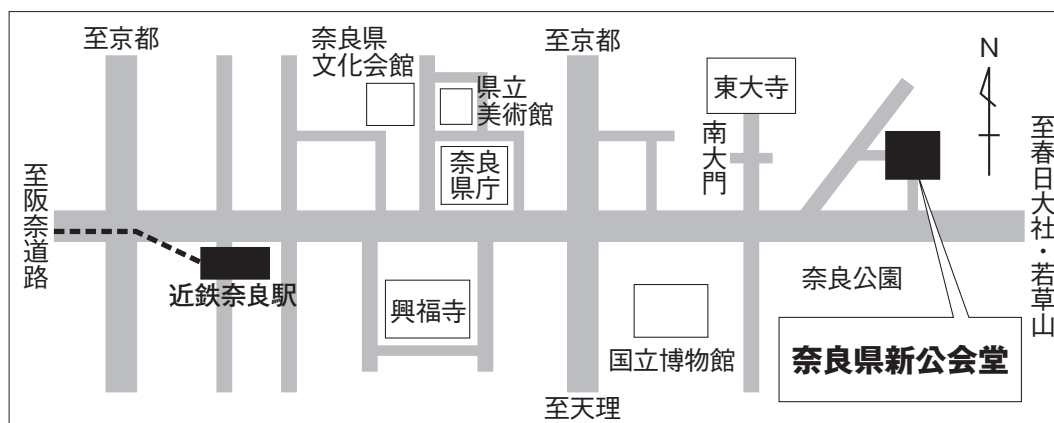 至京都
奈良県
文化会館
県立
美術館
至京都
東大寺
N
南大門
奈良
県庁
至阪奈道路
至春日大社・若草山
近鉄奈良駅
興福寺
国立博物館
奈良公園
奈良県新公会堂
至天理